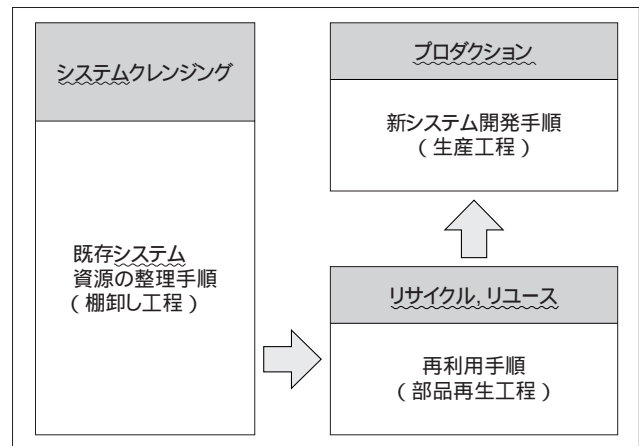 システムクレンジング
既存システム
資源の整理手順
(棚卸し工程)
プロダクション
新システム開発手順
(生産工程)
リサイクル,リユース
再利用手順
(部品再生工程)